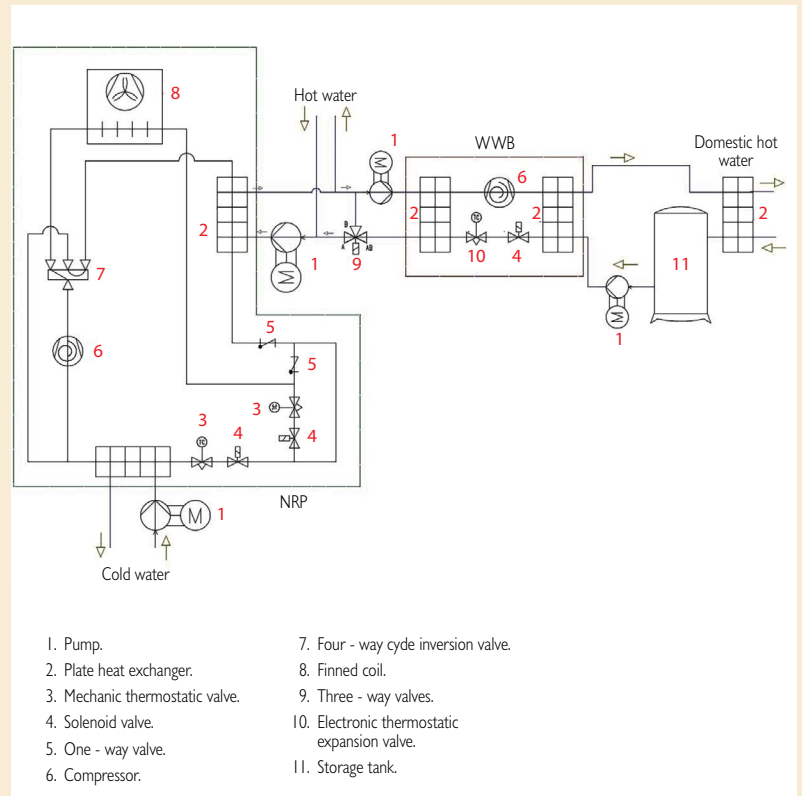 8
Hot water
1
WWB
Domestic hot
water
6
2
2
2
2
10
4
1
9
11
7
1
5
6
5
3
3
4
4
NRP
1
Cold water
M
M
M
M
M
TC
TC
B
A
AB
1. Pump.
2. Plate heat exchanger.
3. Mechanic thermostatic valve.
4. Solenoid valve.
5. One - way valve.
6. Compressor.
7. Four - way cyde inversion valve.
8. Finned coil.
9. Three - way valves.
10. Electronic thermostatic
expansion valve.
11. Storage tank.